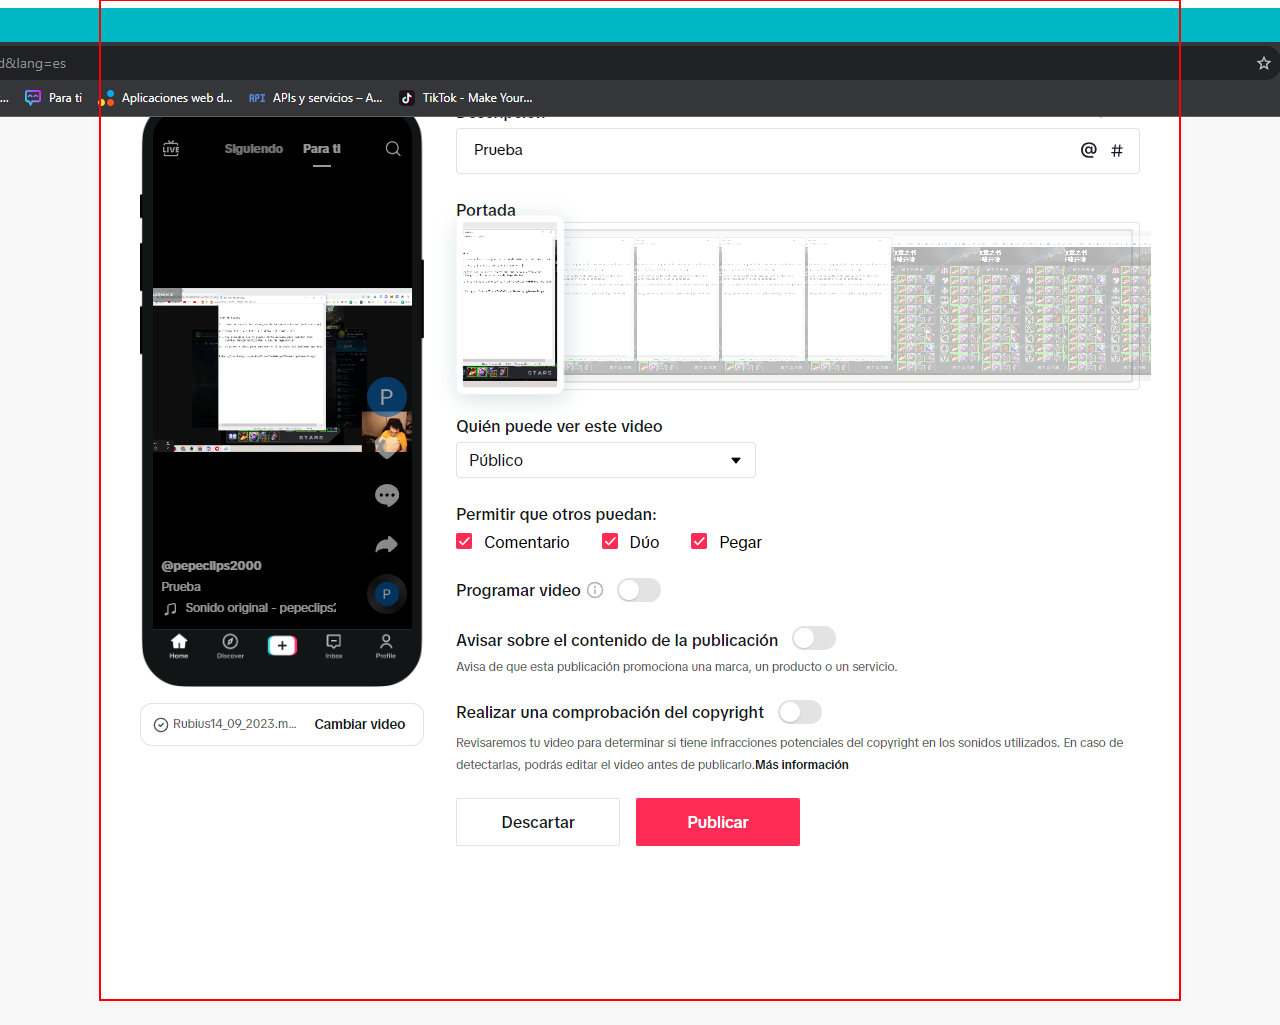 d&lang=es
... Para ti Aplicaciones web d... API APIs y servicios – A... TikTok - Make Your...
Descripción
LIVE Siguiendo Para ti
Prueba @ #
Portada
STARS
Quién puede ver este video
Público
P
Permitir que otros puedan:
Comentario Dúo Pegar
@pepeclips2000
Prueba
Sonido original - pepeclips2
P
Programar video
Home Discover Inbox Profile
Avisar sobre el contenido de la publicación
Avisa de que esta publicación promociona una marca, un producto o un servicio.
Rubius14_09_2023.m... Cambiar video
Realizar una comprobación del copyright
Revisaremos tu video para determinar si tiene infracciones potenciales del copyright en los sonidos utilizados. En caso de
detectarlas, podrás editar el video antes de publicarlo.Más información
Descartar Publicar